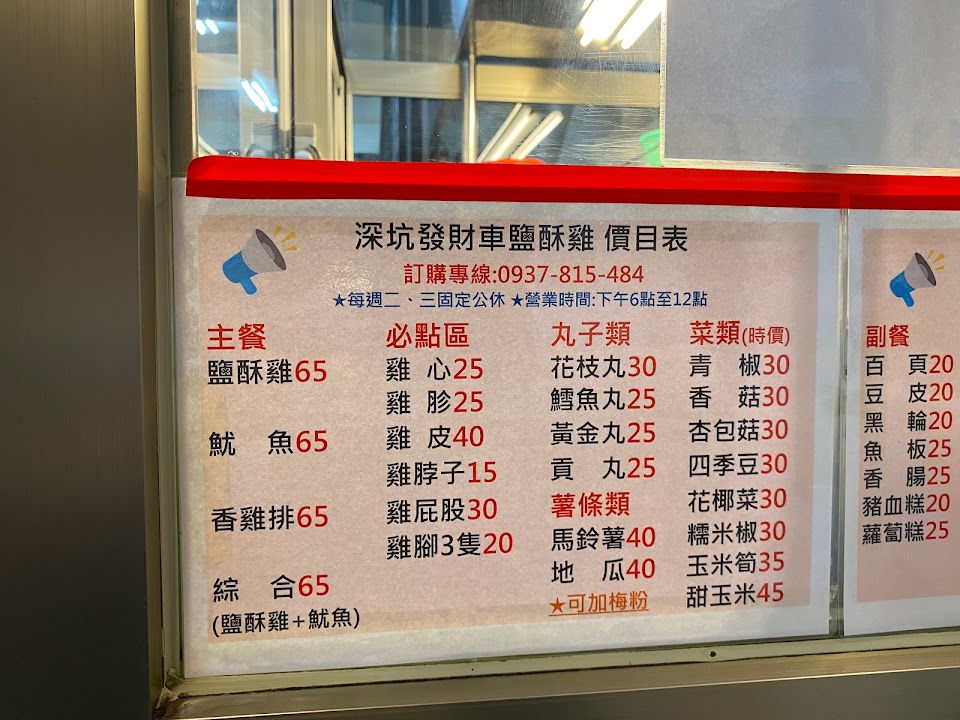 深坑發財車鹽酥雞 價目表
訂購專線:0937-815-484
★每週二、三固定公休 ★營業時間:下午6點至12點
主餐
鹽酥雞65
魷 魚65
香雞排65
綜 合65
(鹽酥雞+魷魚)
必點區
雞 心25
雞 胗25
雞 皮40
雞脖子15
雞屁股30
雞腳3隻20
丸子類
花枝丸30
鱈魚丸25
黃金丸25
貢 丸25
薯條類
馬鈴薯40
地 瓜40
★可加梅粉
菜類(時價)
青 椒30
香 菇30
杏包菇30
四季豆30
花椰菜30
糯米椒30
玉米筍35
甜玉米45
副餐
百 頁20
豆 皮20
黑 輪20
魚 板25
香 腸25
豬血糕20
蘿蔔糕25